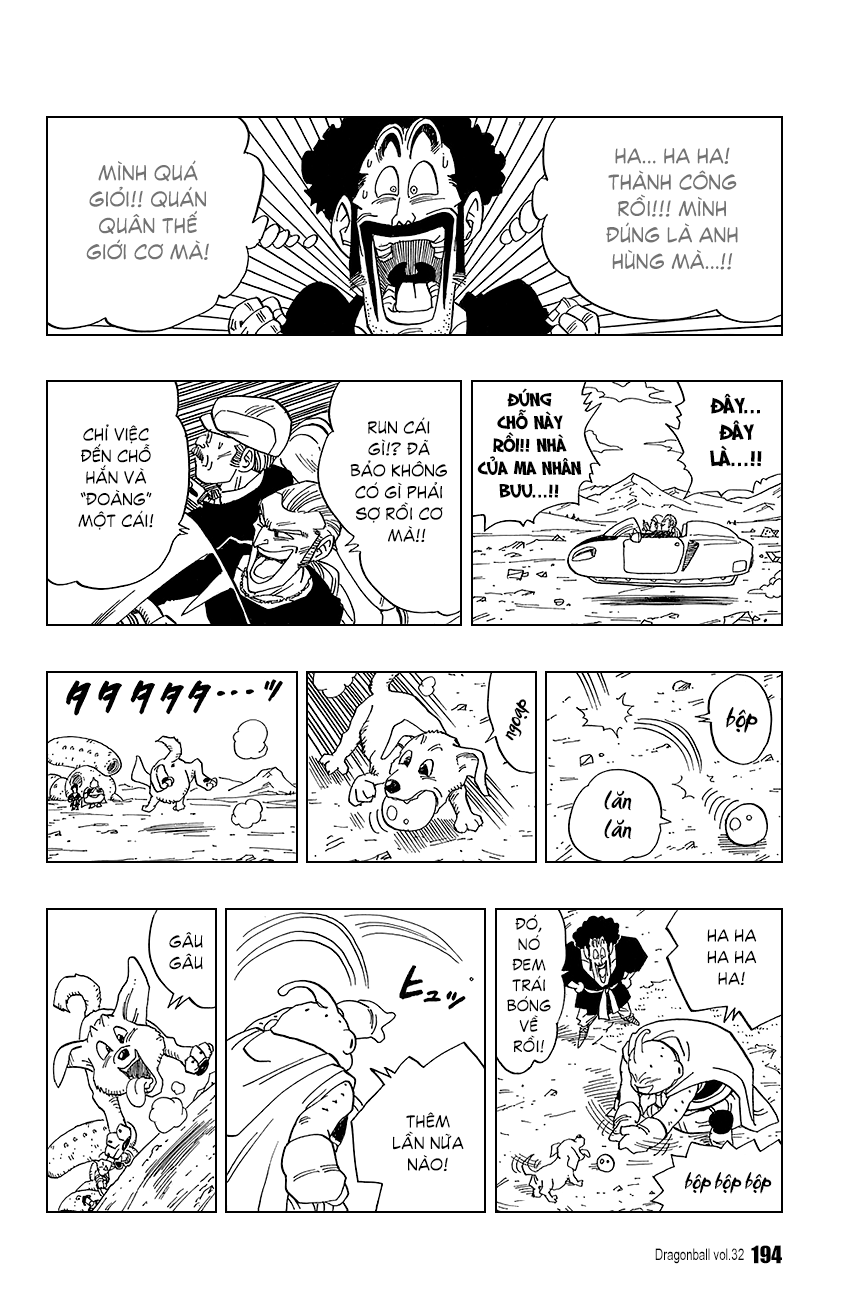 HA... HA HA!
THÀNH CÔNG
RỒI!!! MÌNH
ĐÚNG LÀ ANH
HÙNG MÀ...!!
MÌNH QUÁ
GIỎI!! QUÁN
QUÂN THẾ
GIỚI CƠ MÀ!
ĐÂY...
ĐÂY
LÀ...!!
ĐÚNG
CHỖ NÀY
RỒI!! NHÀ
CỦA MA NHÂN
BUU...!!
RUN CÁI
GÌ!? ĐÃ
BẢO KHÔNG
CÓ GÌ PHẢI
SỢ RỒI CƠ
MÀ!!
CHỈ VIỆC
ĐẾN CHỖ
HẮN VÀ
"ĐOÀNG"
MỘT CÁI!
bộp
lăn
lăn
ngoạp
タタタタタ...ッ
HA HA
HA HA
HA!
ĐÓ,
NÓ
ĐEM
TRÁI
BÓNG
VỀ
RỒI!
bộp bộp bộp
ヒュッ
THÊM
LẦN NỮA
NÀO!
GÂU
GÂU
Dragonball vol.32 194